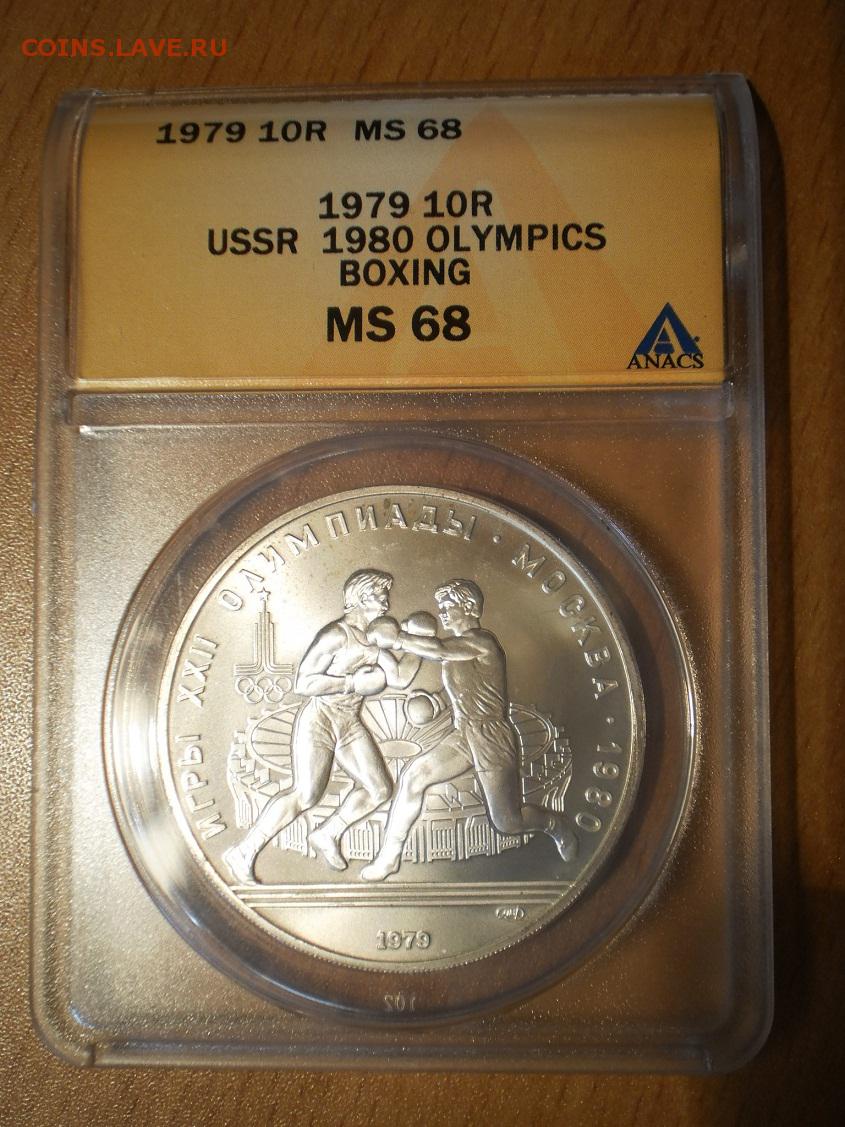 COINS.LAVE.RU
1979 10R MS 68
1979 10R
USSR 1980 OLYMPICS
BOXING
MS 68
ANACS
ИГРЫ XXII ОЛИМПИАДЫ · МОСКВА · 1980
1979
102